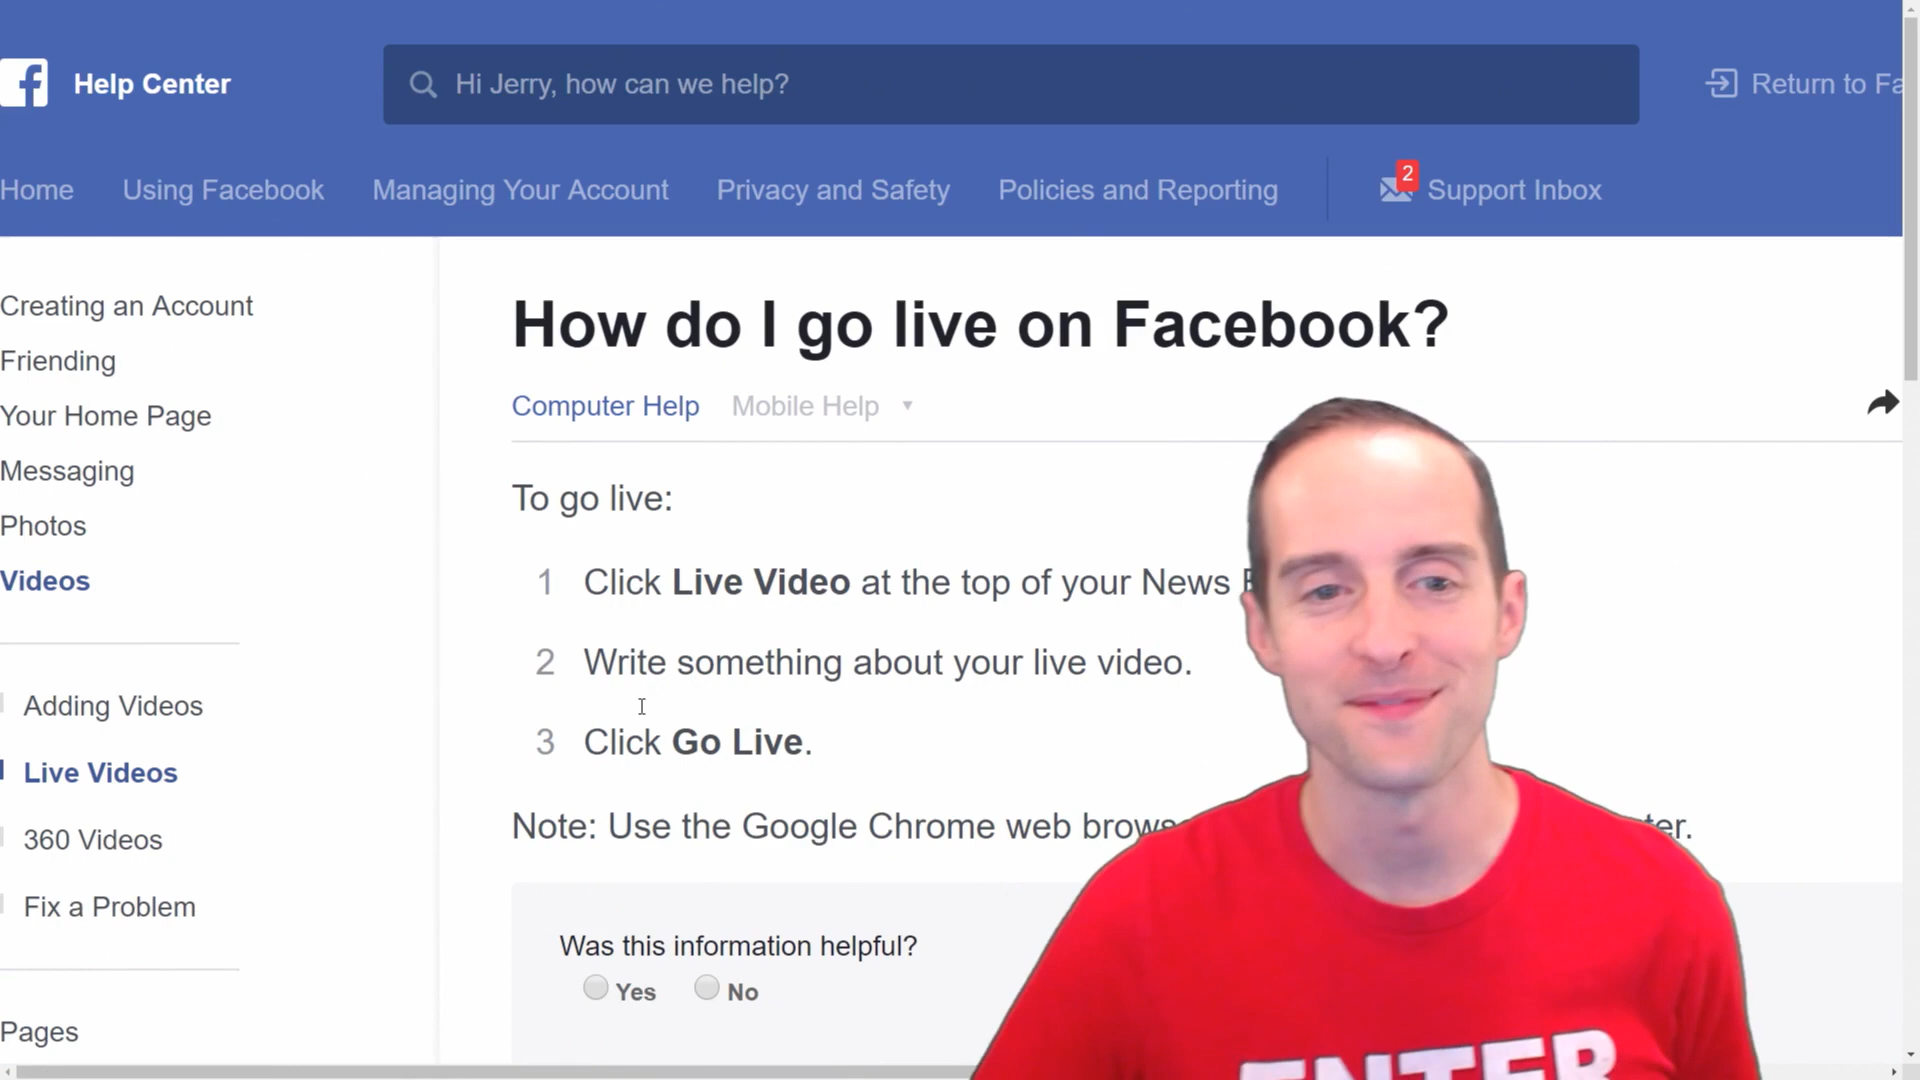 Help Center
Hi Jerry, how can we help?
Return to Fa
Home Using Facebook Managing Your Account Privacy and Safety Policies and Reporting 2 Support Inbox
Creating an Account
Friending
Your Home Page
Messaging
Photos
Videos
Adding Videos
Live Videos
360 Videos
Fix a Problem
Pages
How do I go live on Facebook?
Computer Help Mobile Help
To go live:
1 Click Live Video at the top of your News
2 Write something about your live video.
3 Click Go Live.
Note: Use the Google Chrome web brows ter.
Was this information helpful?
Yes No
ENTER